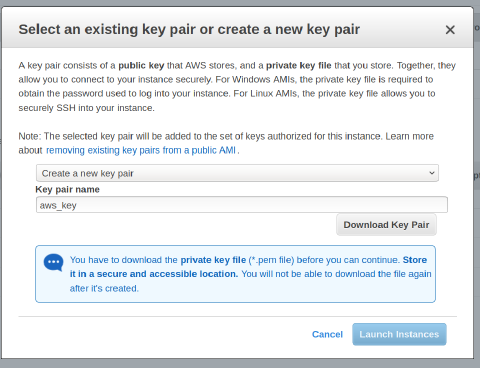 Select an existing key pair or create a new key pair
A key pair consists of a public key that AWS stores, and a private key file that you store. Together, they
allow you to connect to your instance securely. For Windows AMIs, the private key file is required to
obtain the password used to log into your instance. For Linux AMIs, the private key file allows you to
securely SSH into your instance.
Note: The selected key pair will be added to the set of keys authorized for this instance. Learn more
about removing existing key pairs from a public AMI .
Create a new key pair
Key pair name
aws_key
Download Key Pair
You have to download the private key file (*.pem file) before you can continue. Store
it in a secure and accessible location. You will not be able to download the file again
after it's created.
Cancel
Launch Instances